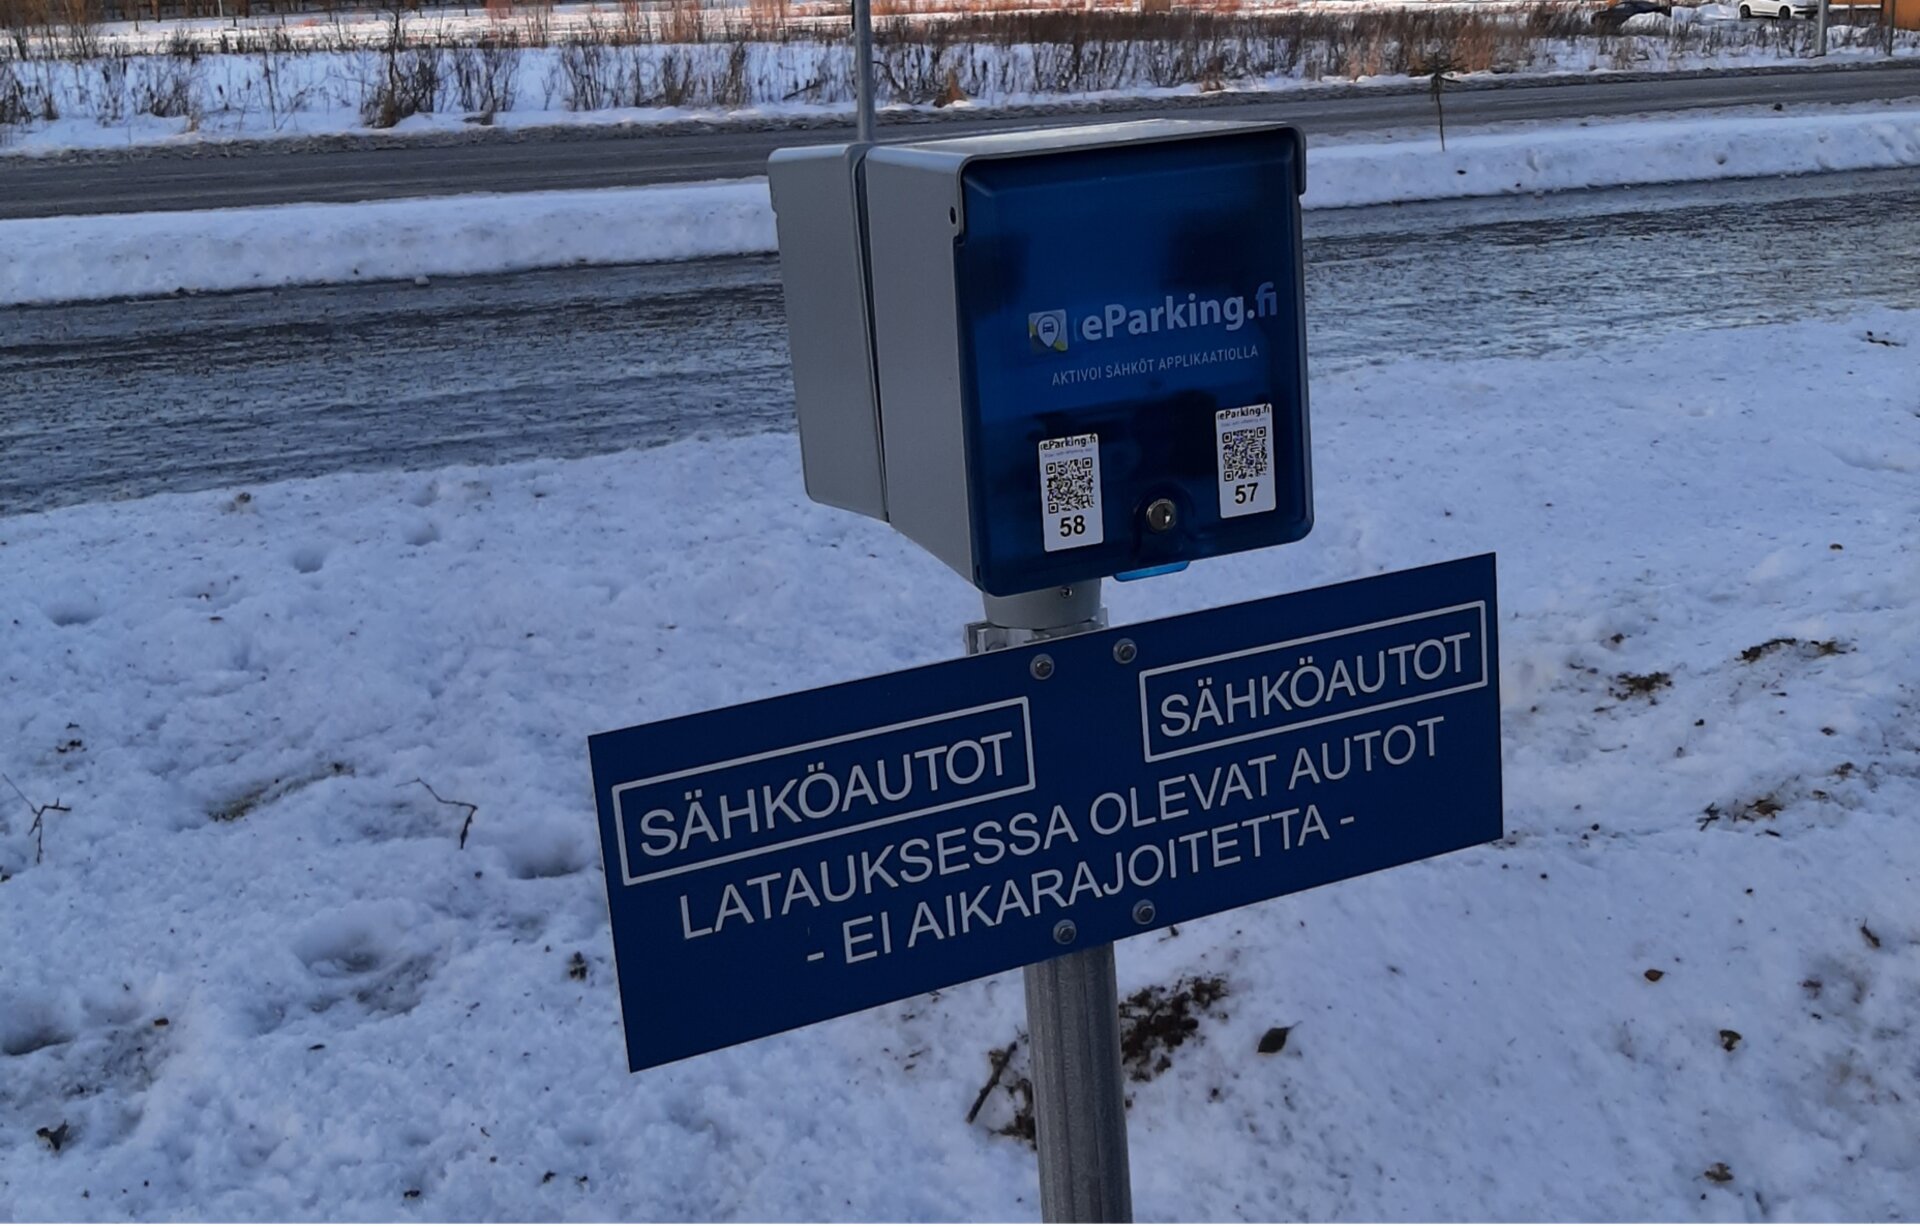 eParking.fi
AKTIVOI SÄHKÖT APPLIKAATIOLLA
eParking.fi
58
eParking.fi
57
SÄHKÖAUTOT
SÄHKÖAUTOT
LATAUKSESSA OLEVAT AUTOT
- EI AIKARAJOITETTA -